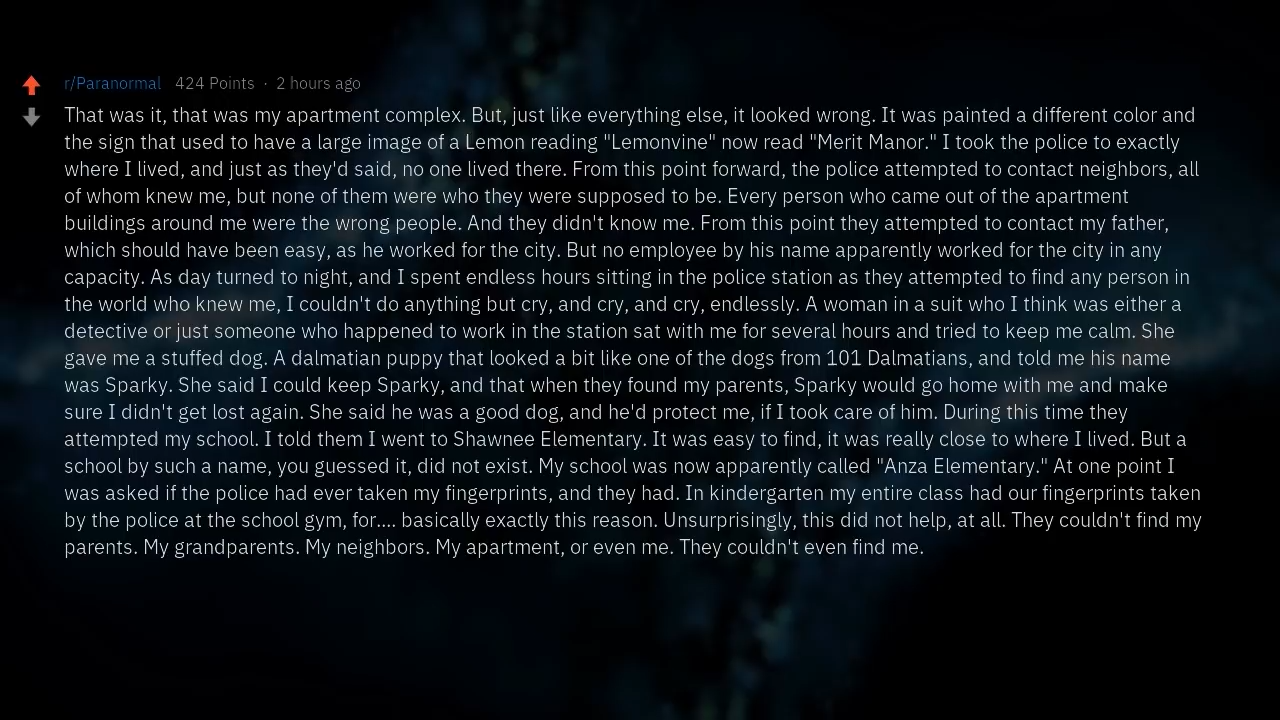 r/Paranormal 424 Points · 2 hours ago
That was it, that was my apartment complex. But, just like everything else, it looked wrong. It was painted a different color and
the sign that used to have a large image of a Lemon reading "Lemonvine" now read "Merit Manor." I took the police to exactly
where I lived, and just as they'd said, no one lived there. From this point forward, the police attempted to contact neighbors, all
of whom knew me, but none of them were who they were supposed to be. Every person who came out of the apartment
buildings around me were the wrong people. And they didn't know me. From this point they attempted to contact my father,
which should have been easy, as he worked for the city. But no employee by his name apparently worked for the city in any
capacity. As day turned to night, and I spent endless hours sitting in the police station as they attempted to find any person in
the world who knew me, I couldn't do anything but cry, and cry, and cry, endlessly. A woman in a suit who I think was either a
detective or just someone who happened to work in the station sat with me for several hours and tried to keep me calm. She
gave me a stuffed dog. A dalmatian puppy that looked a bit like one of the dogs from 101 Dalmatians, and told me his name
was Sparky. She said I could keep Sparky, and that when they found my parents, Sparky would go home with me and make
sure I didn't get lost again. She said he was a good dog, and he'd protect me, if I took care of him. During this time they
attempted my school. I told them I went to Shawnee Elementary. It was easy to find, it was really close to where I lived. But a
school by such a name, you guessed it, did not exist. My school was now apparently called "Anza Elementary." At one point I
was asked if the police had ever taken my fingerprints, and they had. In kindergarten my entire class had our fingerprints taken
by the police at the school gym, for.... basically exactly this reason. Unsurprisingly, this did not help, at all. They couldn't find my
parents. My grandparents. My neighbors. My apartment, or even me. They couldn't even find me.